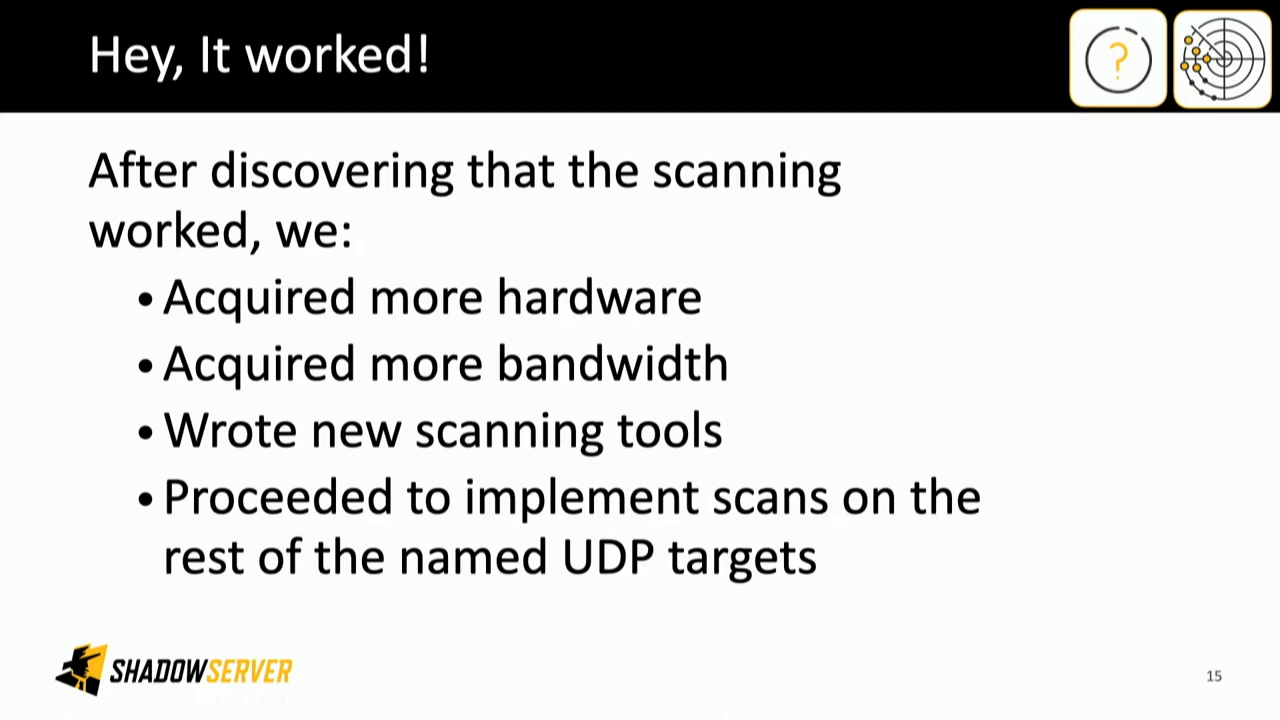 Hey, It worked!
?
After discovering that the scanning
worked, we:
• Acquired more hardware
• Acquired more bandwidth
• Wrote new scanning tools
• Proceeded to implement scans on the
rest of the named UDP targets
SHADOWSERVER
15